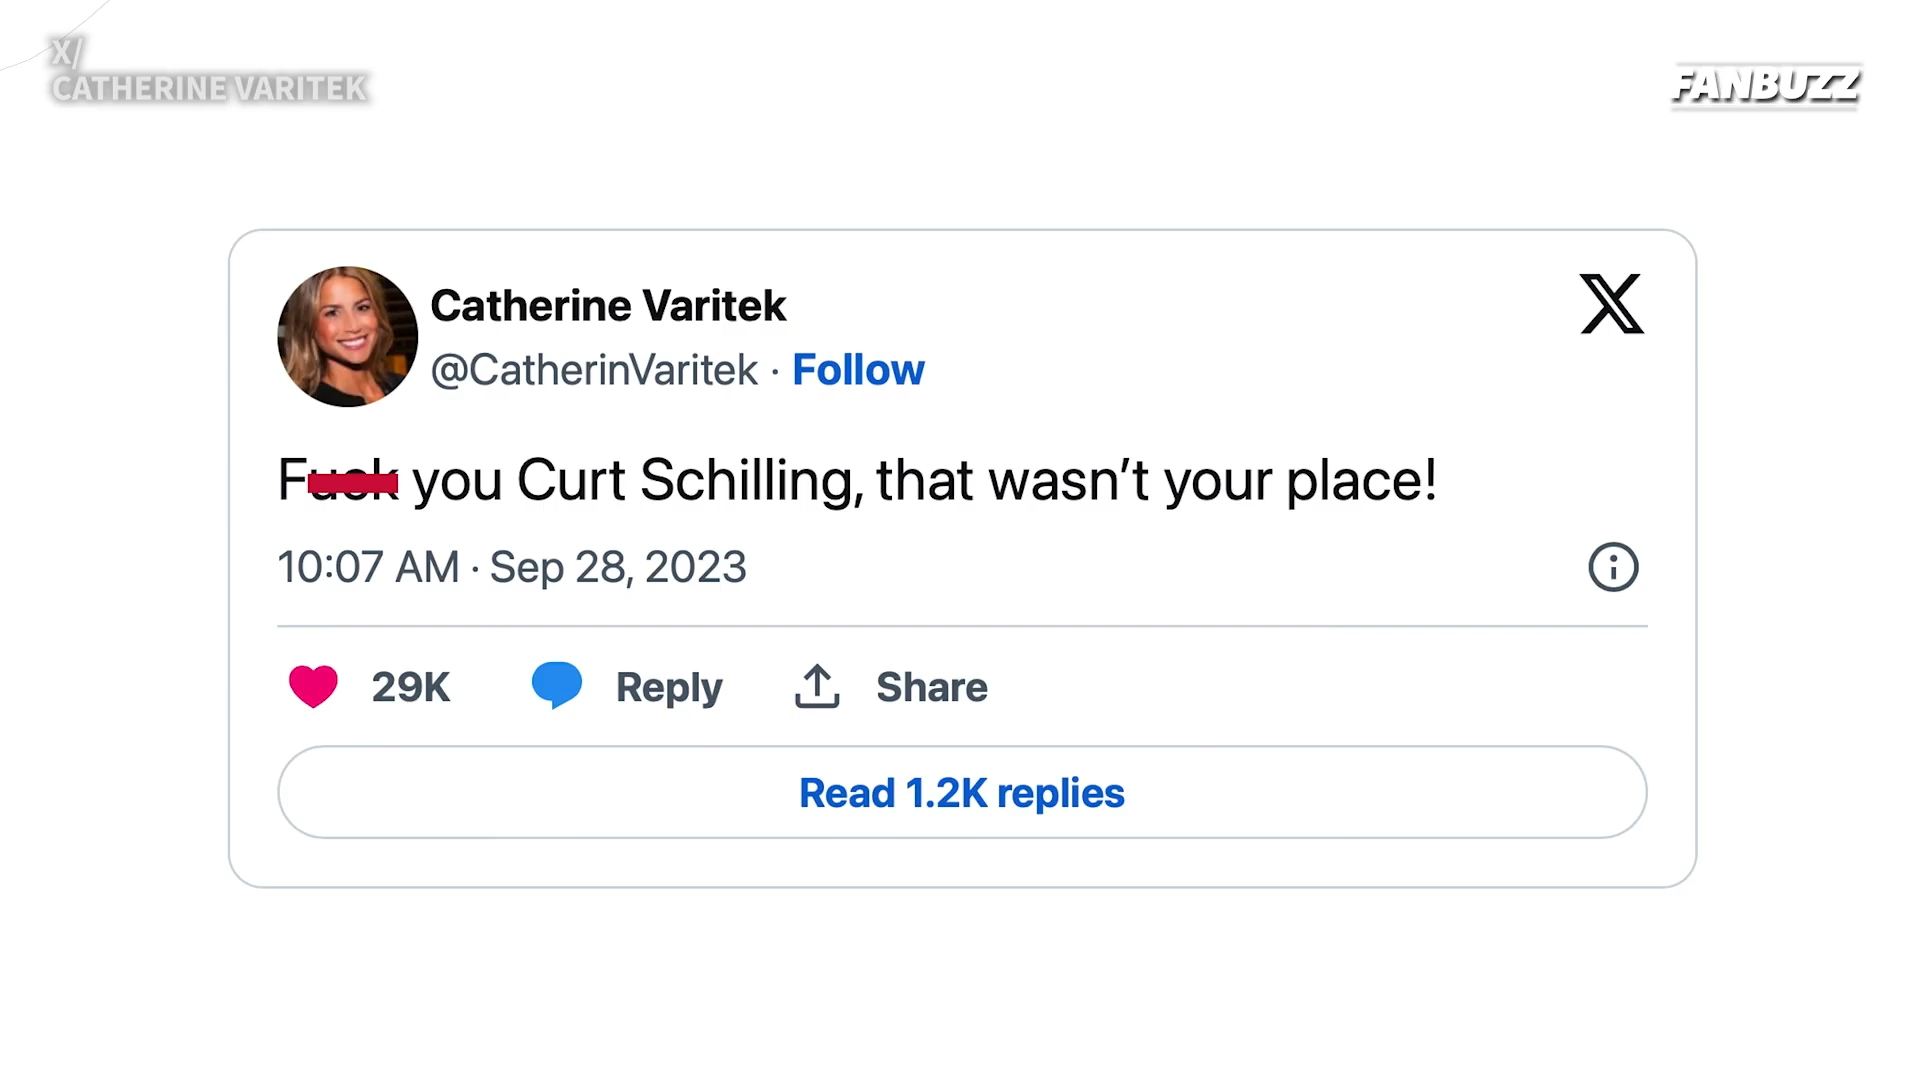 X/
CATHERINE VARITEK
FANBUZZ
Catherine Varitek
@CatherinVaritek · Follow
Fuck you Curt Schilling, that wasn’t your place!
10:07 AM · Sep 28, 2023
29K Reply Share
Read 1.2K replies